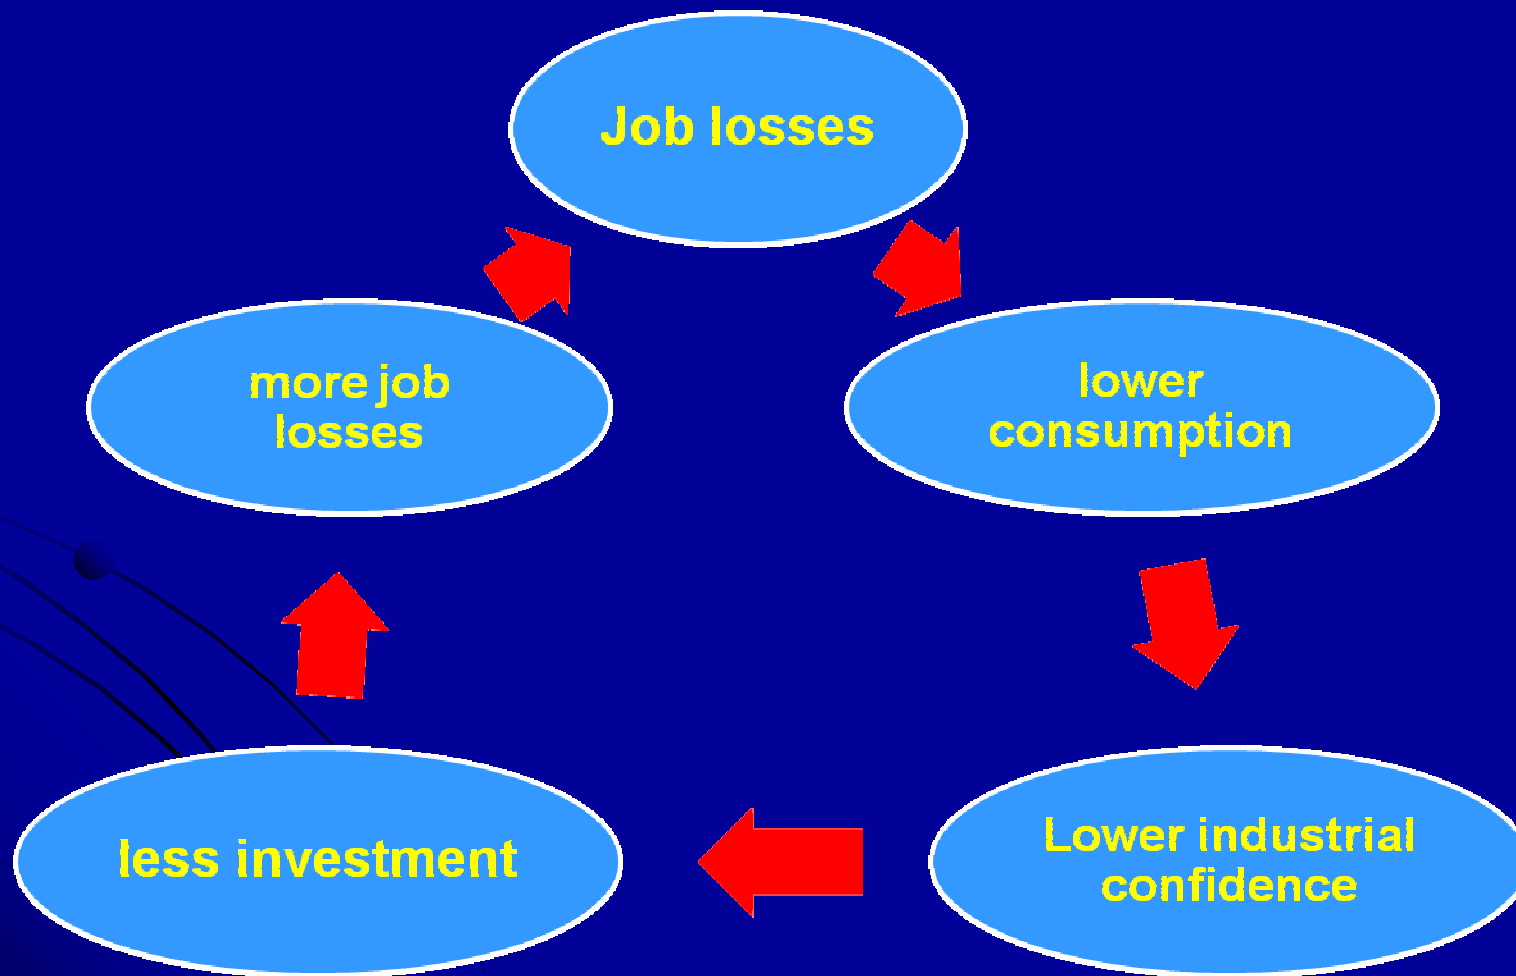 Job losses
lower
consumption
Lower industrial
confidence
less investment
more job
losses